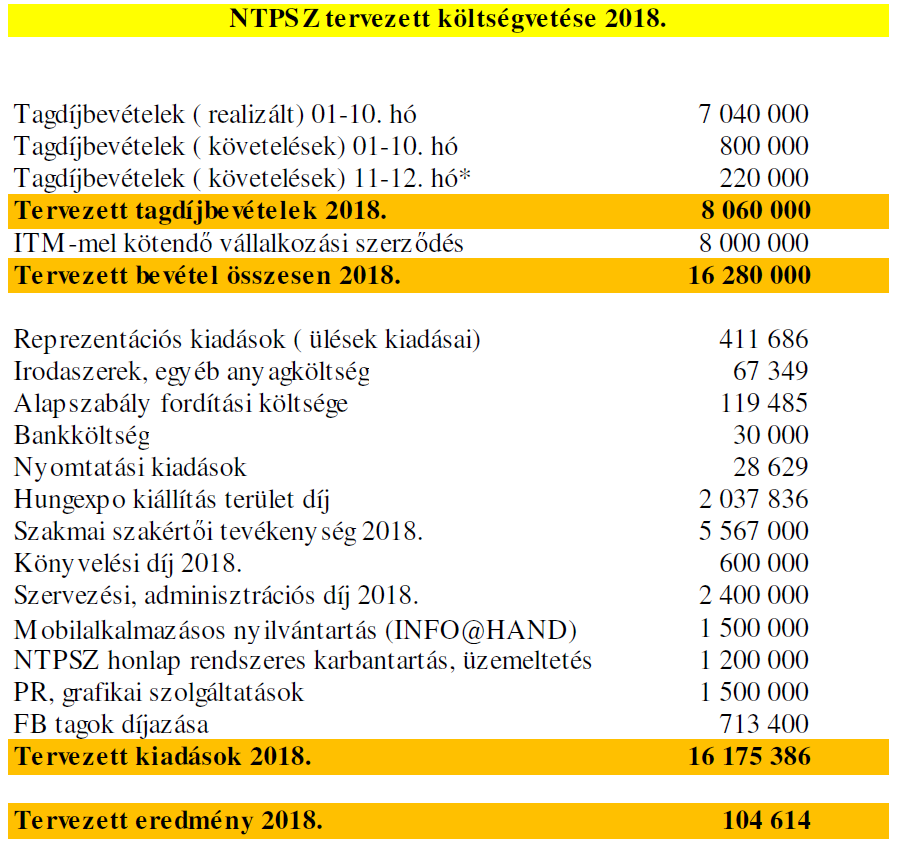 NTPSZ tervezett költségvetése 2018.
Tagdíjbevételek ( realizált) 01-10. hó 7 040 000
Tagdíjbevételek ( követelések) 01-10. hó 800 000
Tagdíjbevételek ( követelések) 11-12. hó* 220 000
Tervezett tagdíjbevételek 2018. 8 060 000
ITM-mel kötendő vállalkozási szerződés 8 000 000
Tervezett bevétel összesen 2018. 16 280 000
Reprezentációs kiadások ( ülések kiadásai) 411 686
Irodaszerek, egyéb anyagköltség 67 349
Alapszabály fordítási költsége 119 485
Bankköltség 30 000
Nyomtatási kiadások 28 629
Hungexpo kiállítás terület díj 2 037 836
Szakmai szakértői tevékenység 2018. 5 567 000
Könyvelési díj 2018. 600 000
Szervezési, adminisztrációs díj 2018. 2 400 000
Mobilalkalmazásos nyilvántartás (INFO@HAND) 1 500 000
NTPSZ honlap rendszeres karbantartás, üzemeltetés 1 200 000
PR, grafikai szolgáltatások 1 500 000
FB tagok díjazása 713 400
Tervezett kiadások 2018. 16 175 386
Tervezett eredmény 2018. 104 614